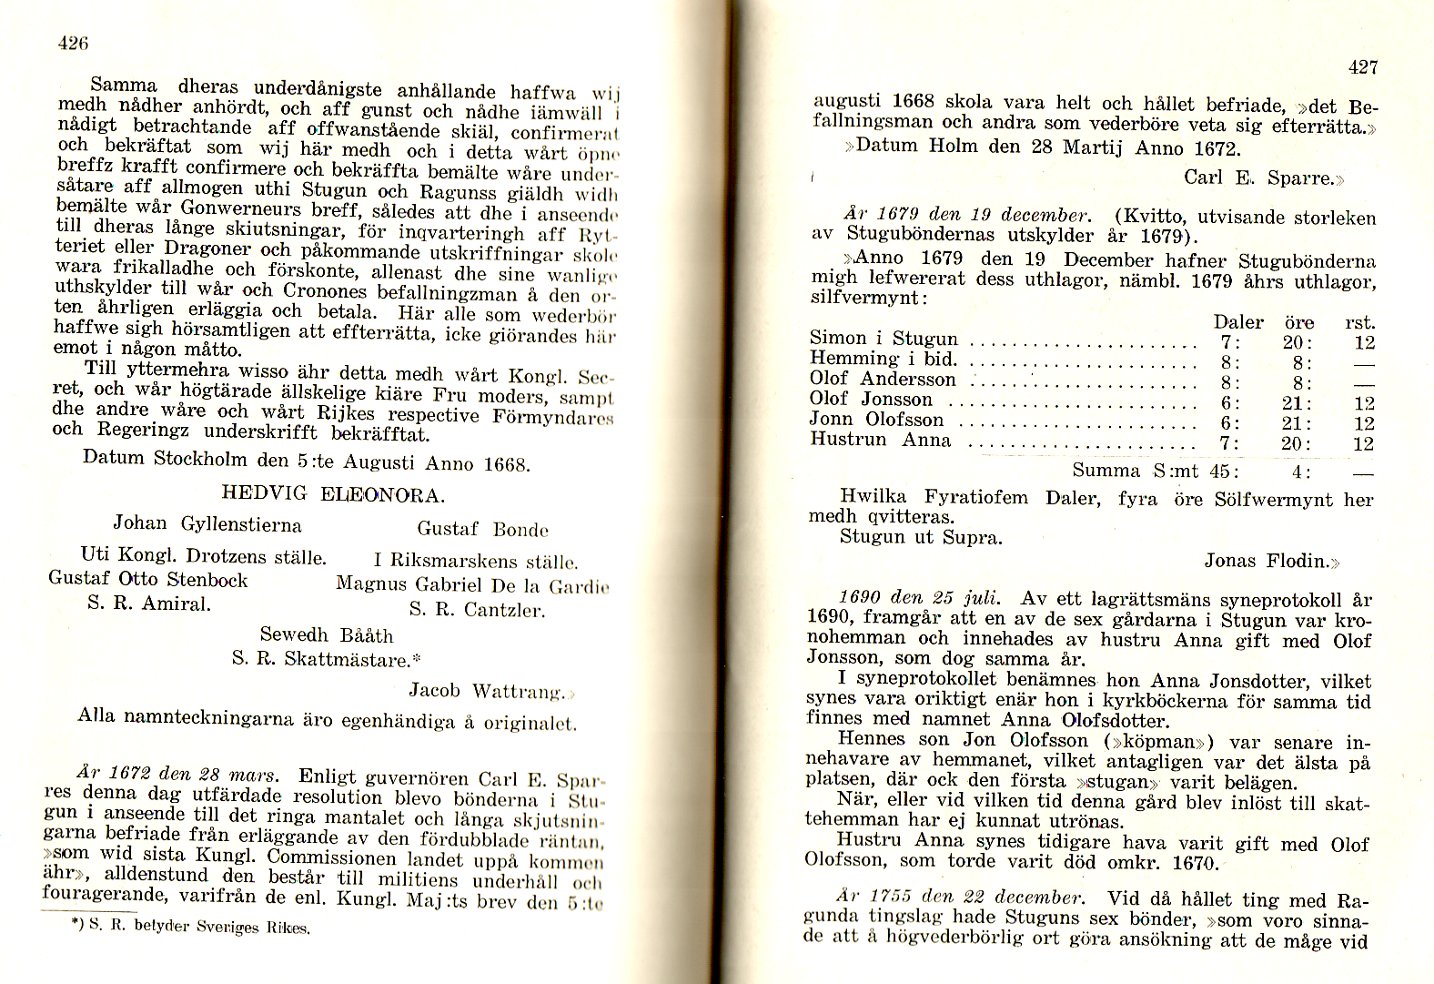 426
Samma dheras underdånigste anhållande haffwa wij
medh nådher anhördt, och aff gunst och nådhe iämwäll i
nådigt betrachtande aff offwanstående skiäl, confirmerat
och bekräftat som wij här medh och i detta wårt öpne
breffz krafft confirmere och bekräffta bemälte wåre under-
såtare aff allmogen uthi Stugun och Ragunss giäldh widh
bemälte wår Gonwerneurs breff, således att dhe i anseende
till dheras långe skiutsningar, för inqvarteringh aff Ryt-
teriet eller Dragoner och påkommande utskriffningar skole
wara frikalladhe och förskonte, allenast dhe sine wanlige
uthskylder till wår och Cronones befallningzman å den or-
ten åhrligen erläggia och betala. Här alle som wederbör
haffwe sigh hörsamtligen att effterrätta, icke giörandes här
emot i någon måtto.
Till yttermehra wisso ähr detta medh wårt Kongl. Sec-
ret, och wår högtärade ällskelige kiäre Fru moders, sampt
dhe andre wåre och wårt Rijkes respective Förmyndares
och Regeringz underskrifft bekräfftat.
Datum Stockholm den 5:te Augusti Anno 1668.
HEDVIG ELEONORA.
Johan Gyllenstierna Gustaf Bonde
Uti Kongl. Drotzens ställe. I Riksmarskens ställe.
Gustaf Otto Stenbock Magnus Gabriel De la Gardie
S. R. Amiral. S. R. Cantzler.
Sewedh Bååth
S. R. Skattmästare.*
Jacob Wattrang.
Alla namnteckningarna äro egenhändiga å originalet.
År 1672 den 28 mars. Enligt guvernören Carl E. Spar-
res denna dag utfärdade resolution blevo bönderna i Stu-
gun i anseende till det ringa mantalet och långa skjutsnin-
garna befriade från erläggande av den fördubblade räntan,
»som wid sista Kungl. Commissionen landet uppå kommen
ähr», alldenstund den består till militiens underhåll och
fouragerande, varifrån de enl. Kungl. Maj:ts brev den 5:te
*) S. R. betyder Sveriges Rikes.
427
augusti 1668 skola vara helt och hållet befriade, »det Be-
fallningsman och andra som vederböre veta sig efterrätta.»
»Datum Holm den 28 Martij Anno 1672.
Carl E. Sparre.»
År 1679 den 19 december. (Kvitto, utvisande storleken
av Stuguböndernas utskylder år 1679).
»Anno 1679 den 19 December hafner Stugubönderna
migh lefwererat dess uthlagor, nämbl. 1679 åhrs uthlagor,
silfvermynt:
Daler öre rst.
Simon i Stugun ...................... 7: 20: 12
Hemming i bid. ...................... 8: 8: —
Olof Andersson ...................... 8: 8: —
Olof Jonsson ........................ 6: 21: 12
Jonn Olofsson ....................... 6: 21: 12
Hustrun Anna ...................... 7: 20: 12
Summa S:mt 45: 4: —
Hwilka Fyratiofem Daler, fyra öre Sölfwermynt her
medh qvitteras.
Stugun ut Supra.
Jonas Flodin.»
1690 den 25 juli. Av ett lagrättsmäns syneprotokoll år
1690, framgår att en av de sex gårdarna i Stugun var kro-
nohemman och innehades av hustru Anna gift med Olof
Jonsson, som dog samma år.
I syneprotokollet benämnes hon Anna Jonsdotter, vilket
synes vara oriktigt enär hon i kyrkböckerna för samma tid
finnes med namnet Anna Olofsdotter.
Hennes son Jon Olofsson (»köpman») var senare in-
nehavare av hemmanet, vilket antagligen var det älsta på
platsen, där ock den första »stugan» varit belägen.
När, eller vid vilken tid denna gård blev inlöst till skat-
tehemman har ej kunnat utrönas.
Hustru Anna synes tidigare hava varit gift med Olof
Olofsson, som torde varit död omkr. 1670.
År 1755 den 22 december. Vid då hållet ting med Ra-
gunda tingslag hade Stuguns sex bönder, »som voro sinna-
de att å högvederbörlig ort göra ansökning att de måge vid